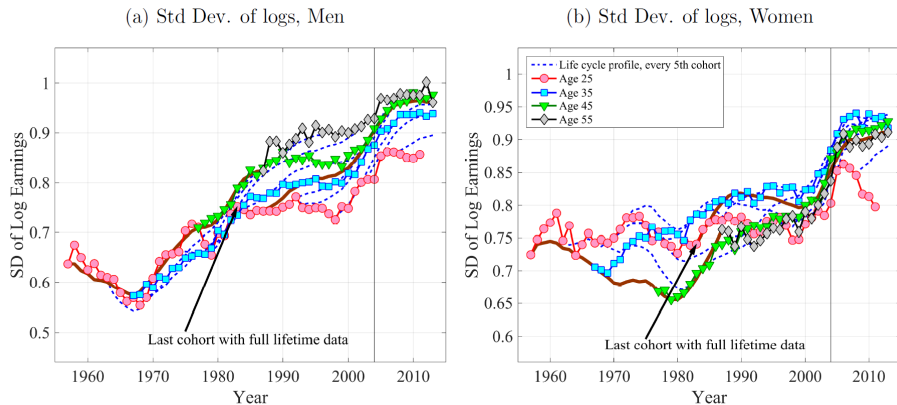 (a) Std Dev. of logs, Men
SD of Log Earnings
1
0.9
0.8
0.7
0.6
0.5
Last cohort with full lifetime data
1960 1970 1980 1990 2000 2010
Year
(b) Std Dev. of logs, Women
SD of Log Earnings
1
0.95
0.9
0.85
0.8
0.75
0.7
0.65
0.6
Life cycle profile, every 5th cohort
Age 25
Age 35
Age 45
Age 55
Last cohort with full lifetime data
1960 1970 1980 1990 2000 2010
Year